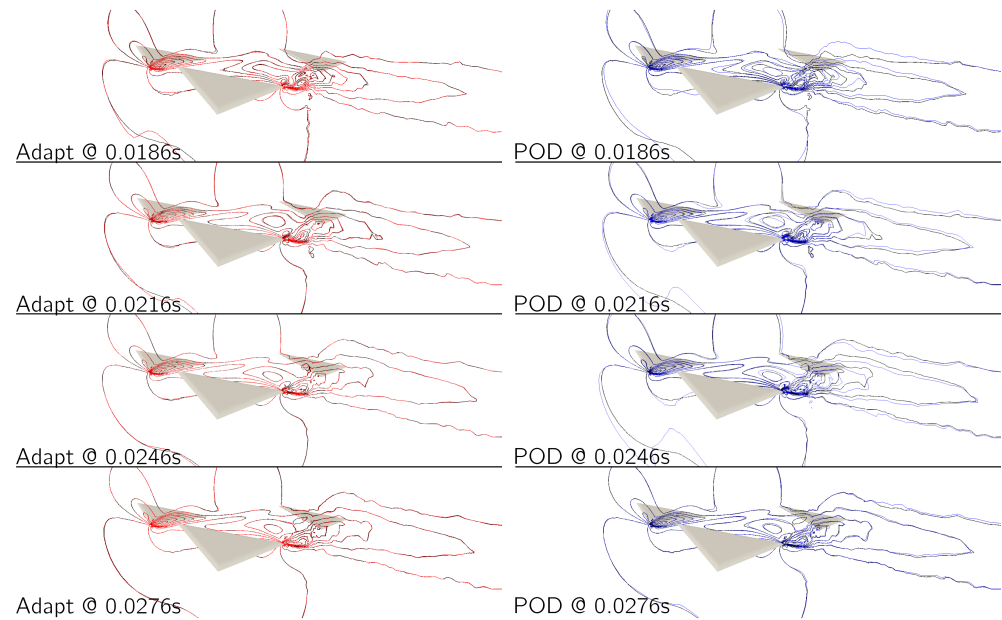 Adapt @ 0.0186s
POD @ 0.0186s
Adapt @ 0.0216s
POD @ 0.0216s
Adapt @ 0.0246s
POD @ 0.0246s
Adapt @ 0.0276s
POD @ 0.0276s